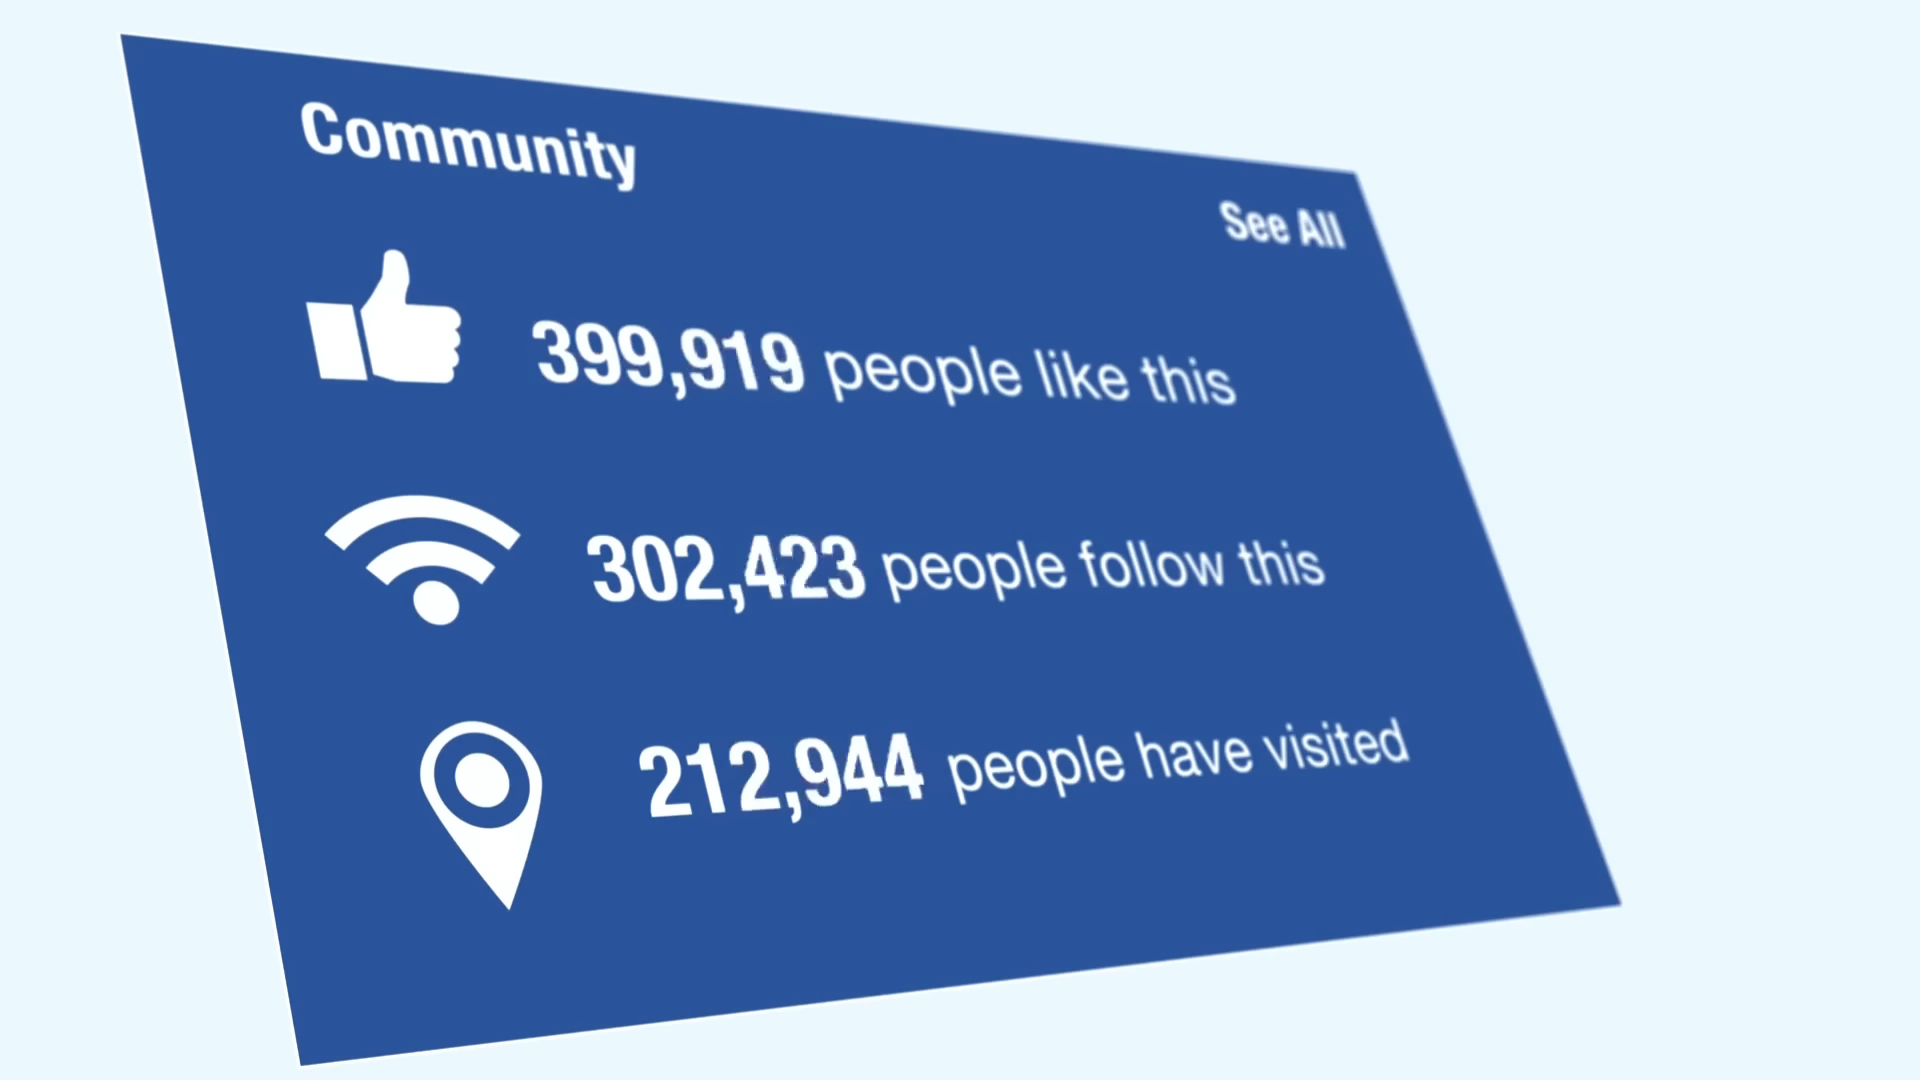 Community
See All
399,919 people like this
302,423 people follow this
212,944 people have visited